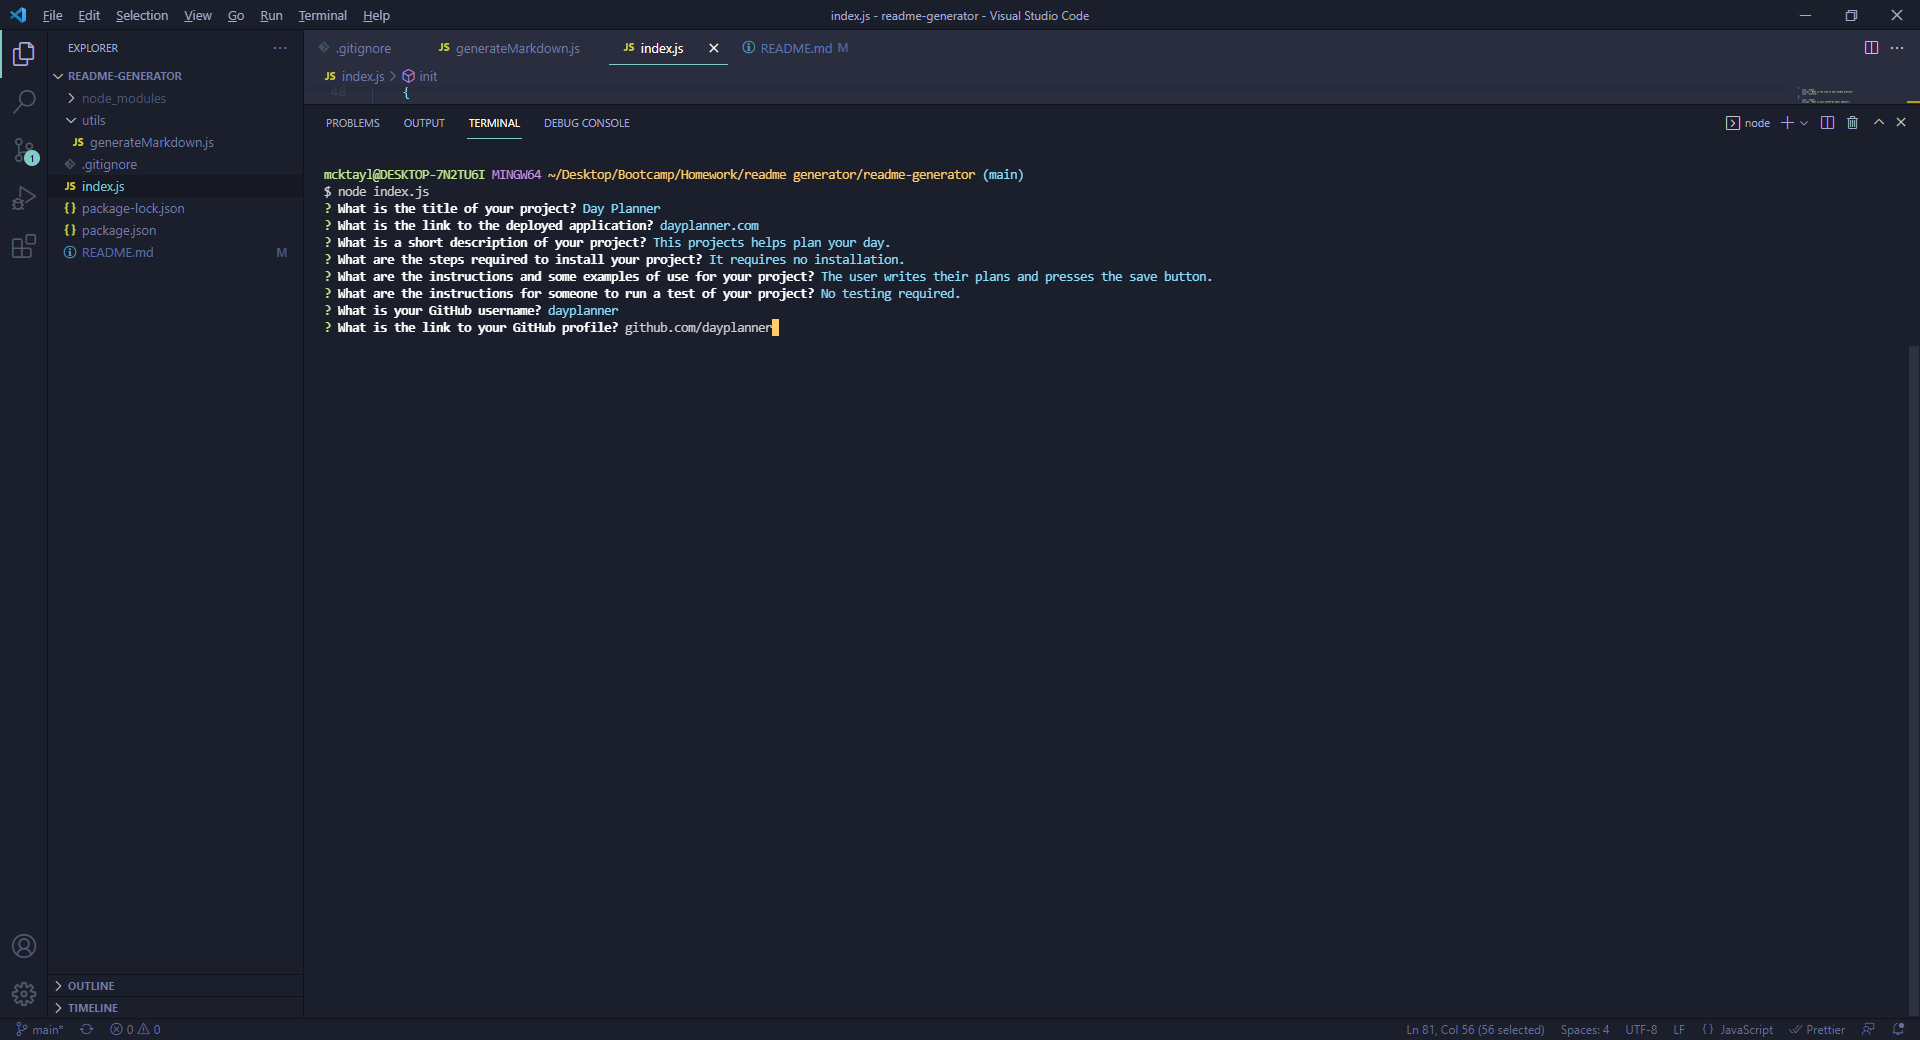 File Edit Selection View Go Run Terminal Help
index.js - readme-generator - Visual Studio Code
EXPLORER
README-GENERATOR
node_modules
utils
JS generateMarkdown.js
.gitignore
JS index.js
{} package-lock.json
{} package.json
README.md M
OUTLINE
TIMELINE
.gitignore
JS generateMarkdown.js
JS index.js
README.md M
JS index.js > init
48 {
PROBLEMS OUTPUT TERMINAL DEBUG CONSOLE
node
mcktayl@DESKTOP-7N2TU6I MINGW64 ~/Desktop/Bootcamp/Homework/readme generator/readme-generator (main)
$ node index.js
? What is the title of your project? Day Planner
? What is the link to the deployed application? dayplanner.com
? What is a short description of your project? This projects helps plan your day.
? What are the steps required to install your project? It requires no installation.
? What are the instructions and some examples of use for your project? The user writes their plans and presses the save button.
? What are the instructions for someone to run a test of your project? No testing required.
? What is your GitHub username? dayplanner
? What is the link to your GitHub profile? github.com/dayplanner
1
main* 0 0
Ln 81, Col 56 (56 selected) Spaces: 4 UTF-8 LF {} JavaScript Prettier